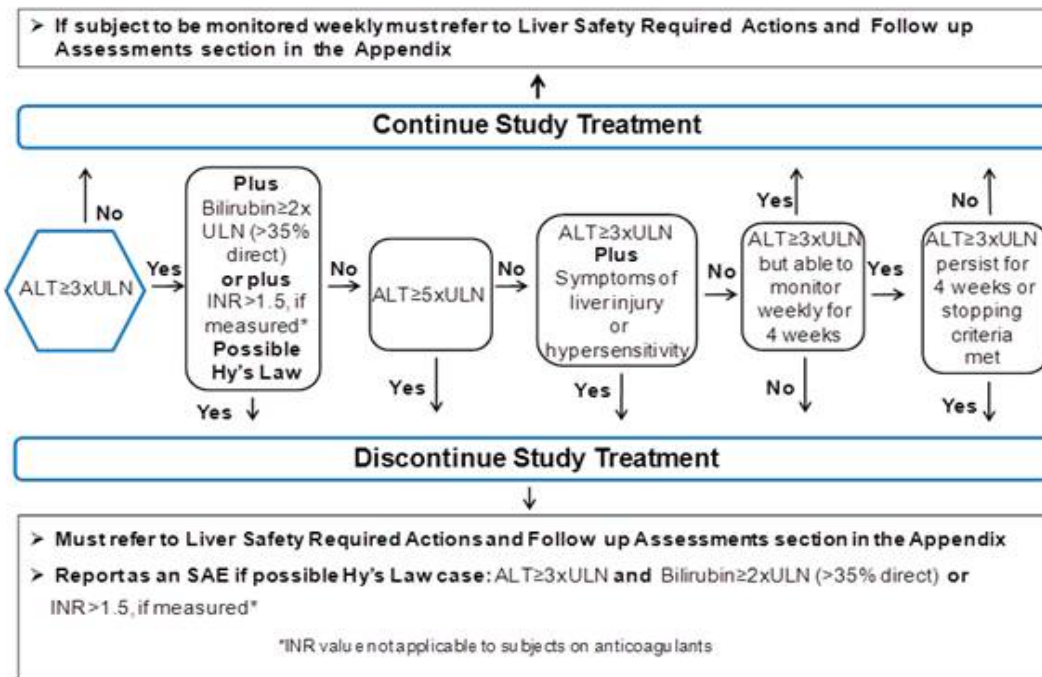 ➢ If subject to be monitored weekly must refer to Liver Safety Required Actions and Follow up
Assessments section in the Appendix
Continue Study Treatment
No
Yes
No
ALT≥3xULN
Yes
Plus
Bilirubin≥2x
ULN (>35%
direct)
or plus
INR>1.5, if
measured*
Possible
Hy's Law
No
ALT≥5xULN
No
ALT≥3xULN
Plus
Symptoms of
liver injury
or
hypersensitivity
No
ALT≥3xULN
but able to
monitor
weekly for
4 weeks
Yes
ALT≥3xULN
persist for
4 weeks or
stopping
criteria
met
Yes
Yes
Yes
No
Yes
Discontinue Study Treatment
➢ Must refer to Liver Safety Required Actions and Follow up Assessments section in the Appendix
➢ Report as an SAE if possible Hy's Law case: ALT≥3xULN and Bilirubin≥2xULN (>35% direct) or
INR>1.5, if measured*
*INR value not applicable to subjects on anticoagulants